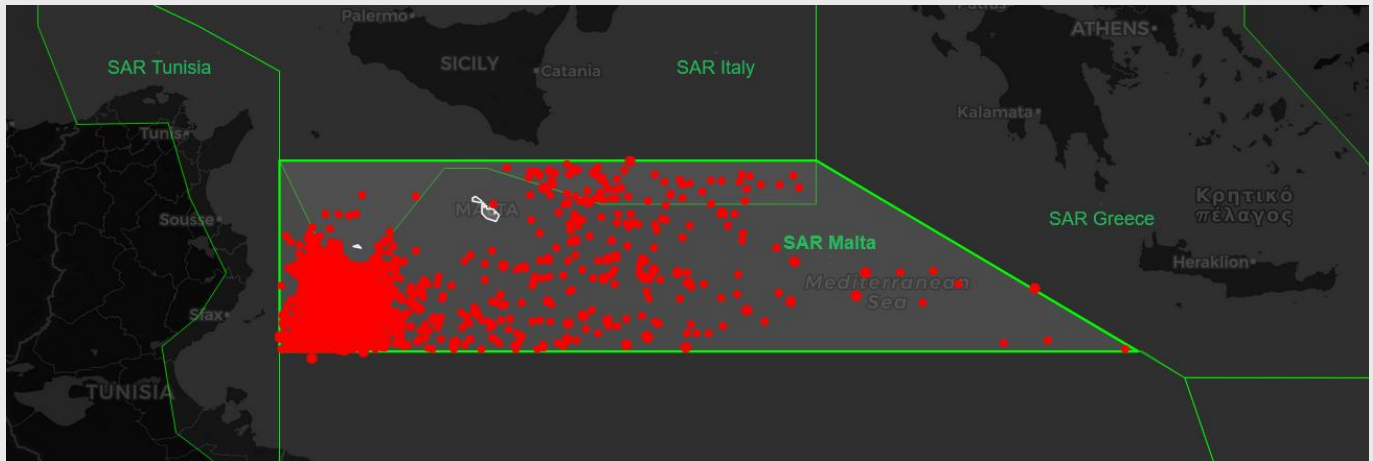 Palermo
ATHENS
SICILY
SAR Tunisia
SAR Italy
Catania
Kalamata
Tunis
Κρητικό
πέλαγος
MALTA
Sousse
SAR Greece
SAR Malta
Heraklion
Mediterranean
Sea
Sfax
TUNISIA